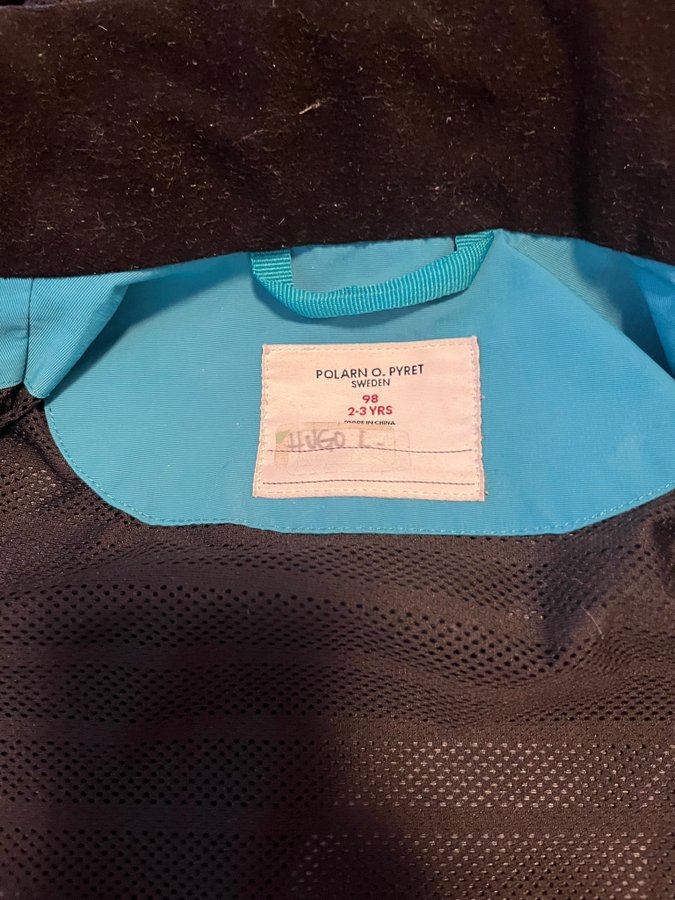 POLARN O. PYRET
SWEDEN
98
2-3 YRS
MADE IN CHINA
HUGO L.